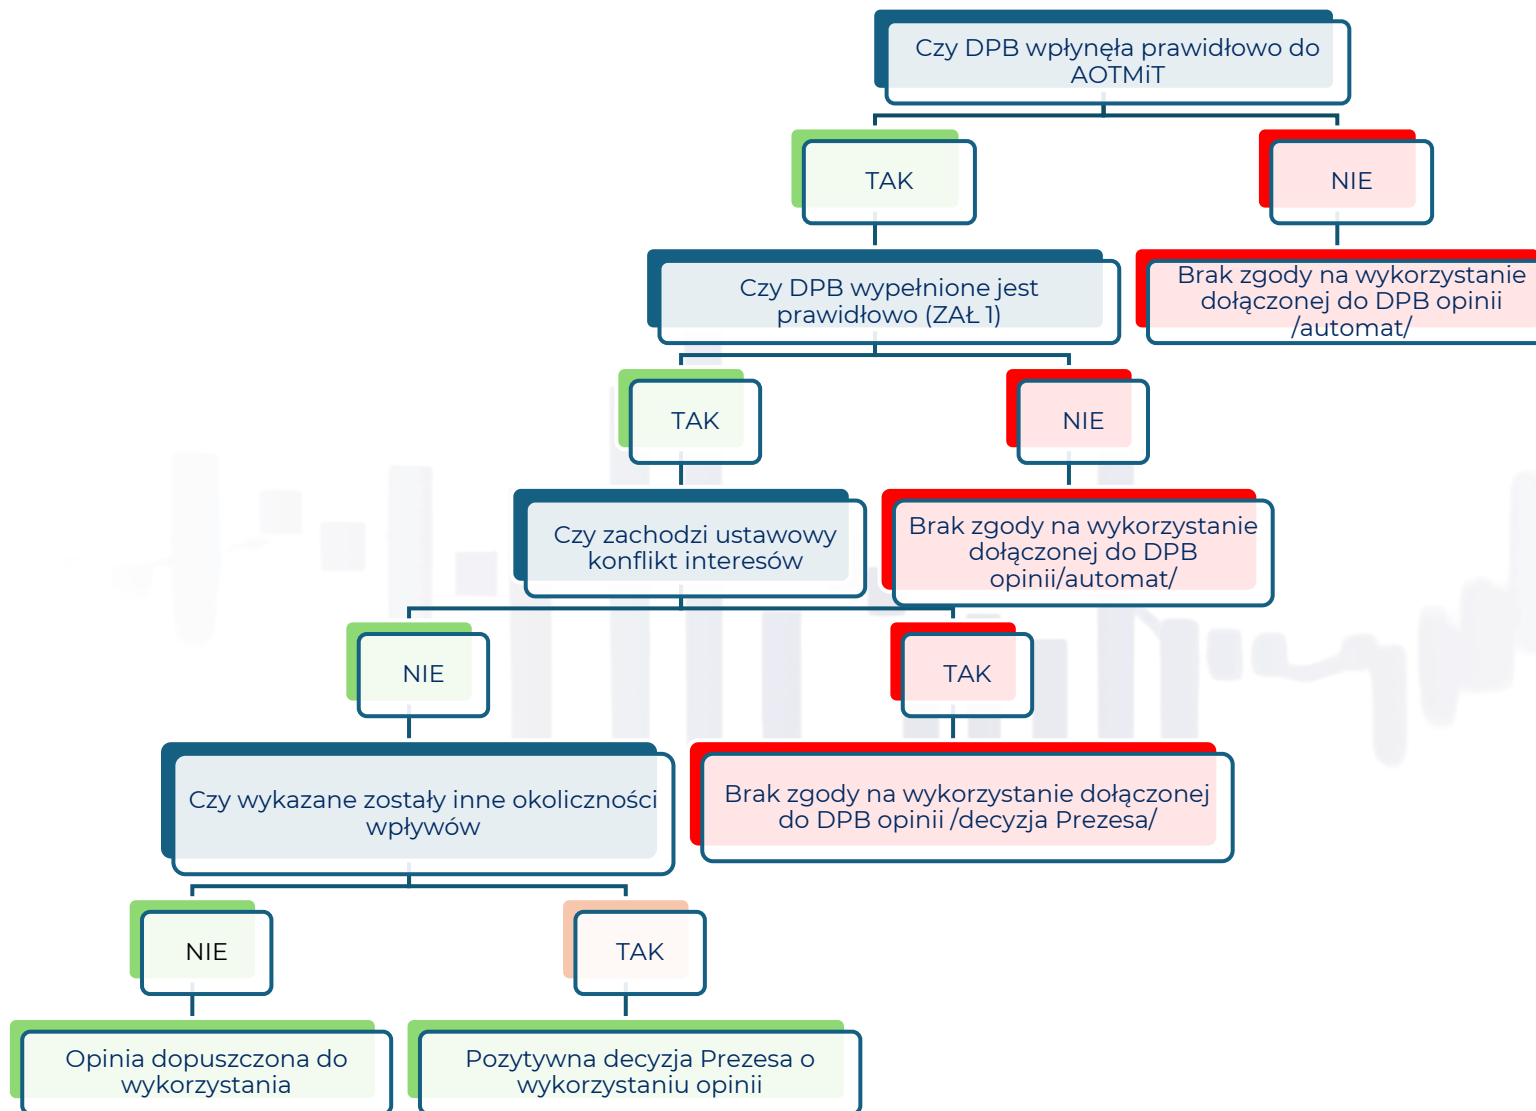 Czy DPB wpłynęła prawidłowo do
AOTMiT
TAK
NIE
Czy DPB wypełnione jest
prawidłowo (ZAŁ 1)
Brak zgody na wykorzystanie
dołączonej do DPB opinii
/automat/
TAK
NIE
Czy zachodzi ustawowy
konflikt interesów
Brak zgody na wykorzystanie
dołączonej do DPB
opinii/automat/
NIE
TAK
Czy wykazane zostały inne okoliczności
wpływów
Brak zgody na wykorzystanie dołączonej
do DPB opinii /decyzja Prezesa/
NIE
TAK
Opinia dopuszczona do
wykorzystania
Pozytywna decyzja Prezesa o
wykorzystaniu opinii